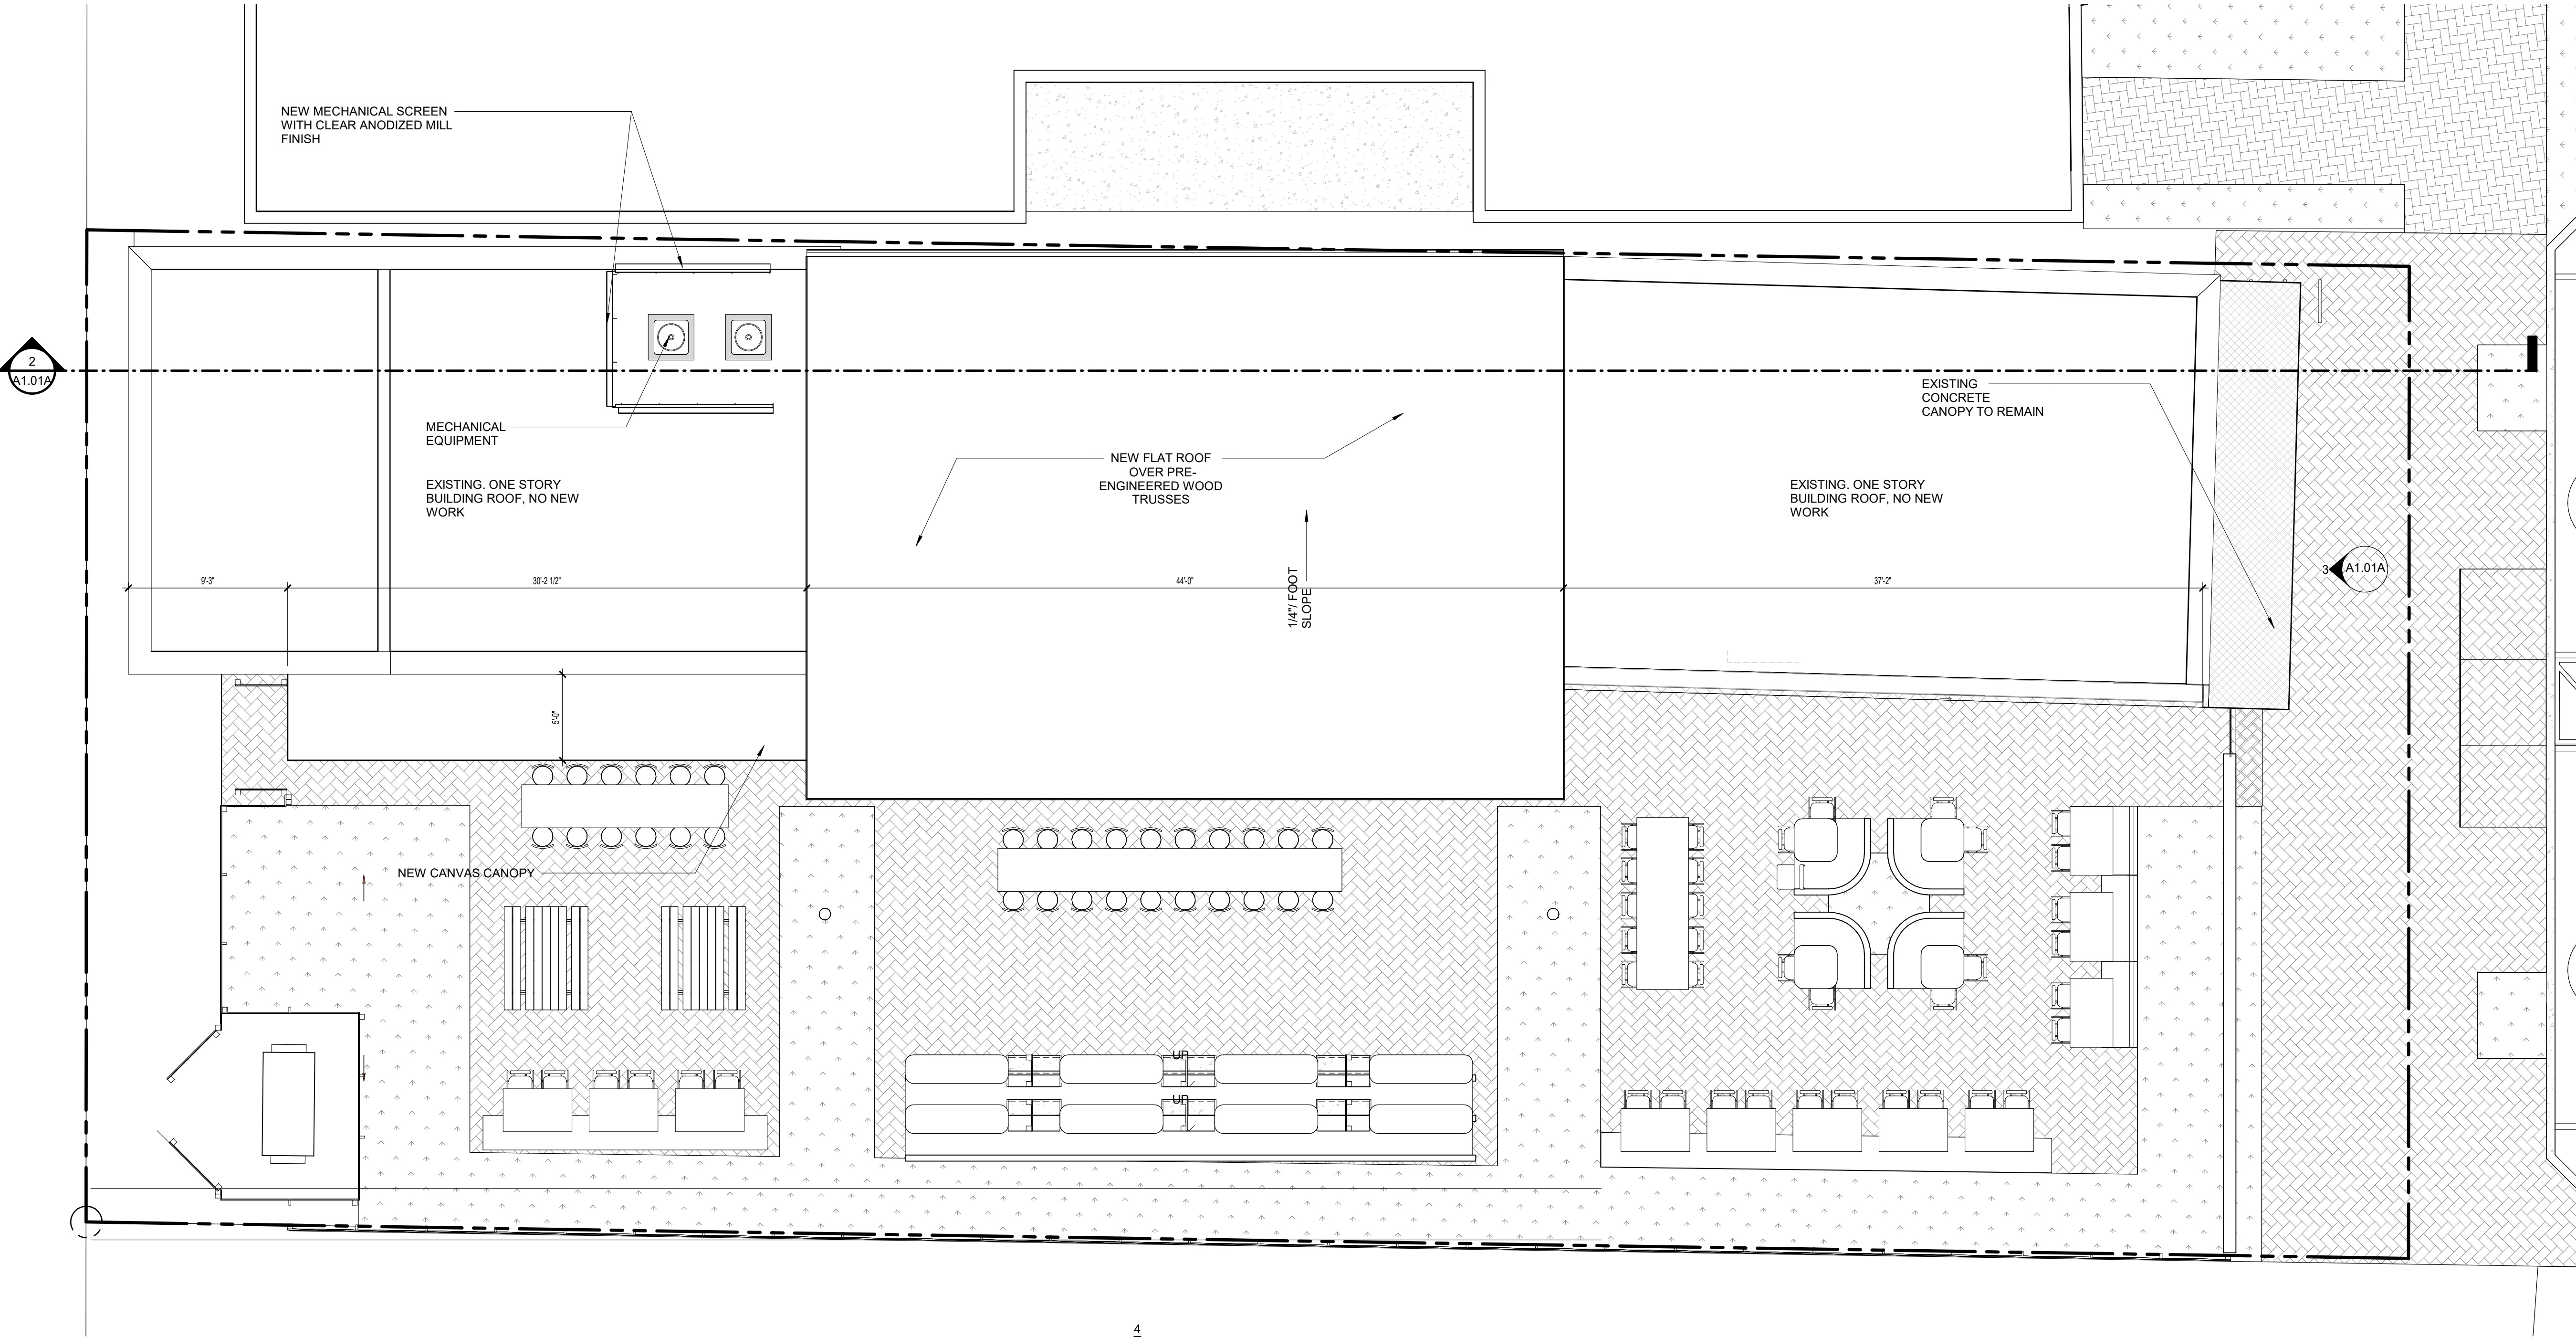 NEW MECHANICAL SCREEN
WITH CLEAR ANODIZED MILL
FINISH
2
A1.01A
MECHANICAL
EQUIPMENT
EXISTING. ONE STORY
BUILDING ROOF, NO NEW
WORK
NEW FLAT ROOF
OVER PRE-
ENGINEERED WOOD
TRUSSES
1/4"/ FOOT
SLOPE
EXISTING
CONCRETE
CANOPY TO REMAIN
EXISTING. ONE STORY
BUILDING ROOF, NO NEW
WORK
3
A1.01A
9'-3"
30'-2 1/2"
44'-0"
37'-2"
5'-0"
NEW CANVAS CANOPY
UP
UP
4